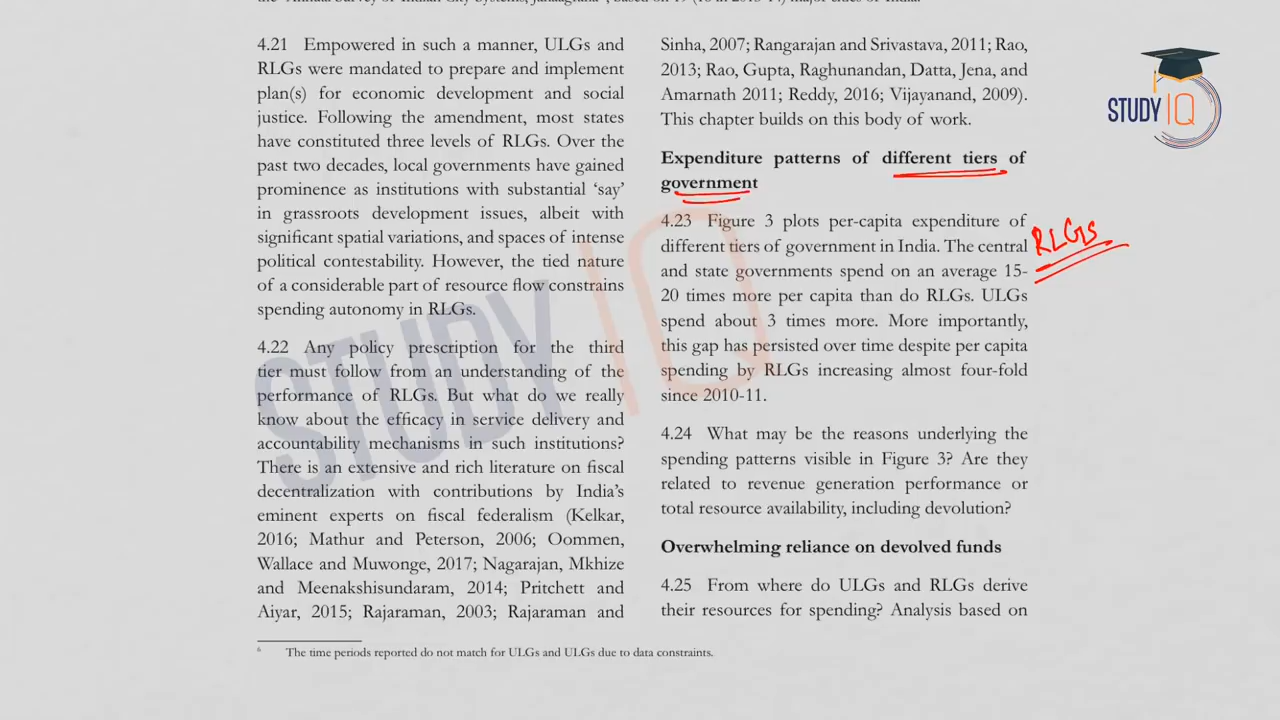 4.21 Empowered in such a manner, ULGs and
RLGs were mandated to prepare and implement
plan(s) for economic development and social
justice. Following the amendment, most states
have constituted three levels of RLGs. Over the
past two decades, local governments have gained
prominence as institutions with substantial ‘say’
in grassroots development issues, albeit with
significant spatial variations, and spaces of intense
political contestability. However, the tied nature
of a considerable part of resource flow constrains
spending autonomy in RLGs.
4.22 Any policy prescription for the third
tier must follow from an understanding of the
performance of RLGs. But what do we really
know about the efficacy in service delivery and
accountability mechanisms in such institutions?
There is an extensive and rich literature on fiscal
decentralization with contributions by India’s
eminent experts on fiscal federalism (Kelkar,
2016; Mathur and Peterson, 2006; Oommen,
Wallace and Muwonge, 2017; Nagarajan, Mkhize
and Meenakshisundaram, 2014; Pritchett and
Aiyar, 2015; Rajaraman, 2003; Rajaraman and
Sinha, 2007; Rangarajan and Srivastava, 2011; Rao,
2013; Rao, Gupta, Raghunandan, Datta, Jena, and
Amarnath 2011; Reddy, 2016; Vijayanand, 2009).
This chapter builds on this body of work.
Expenditure patterns of different tiers of
government
4.23 Figure 3 plots per-capita expenditure of
different tiers of government in India. The central
and state governments spend on an average 15-
20 times more per capita than do RLGs. ULGs
spend about 3 times more. More importantly,
this gap has persisted over time despite per capita
spending by RLGs increasing almost four-fold
since 2010-11.
4.24 What may be the reasons underlying the
spending patterns visible in Figure 3? Are they
related to revenue generation performance or
total resource availability, including devolution?
Overwhelming reliance on devolved funds
4.25 From where do ULGs and RLGs derive
their resources for spending? Analysis based on
6 The time periods reported do not match for ULGs and ULGs due to data constraints.
RLGs
STUDY IQ
STUDY IQ